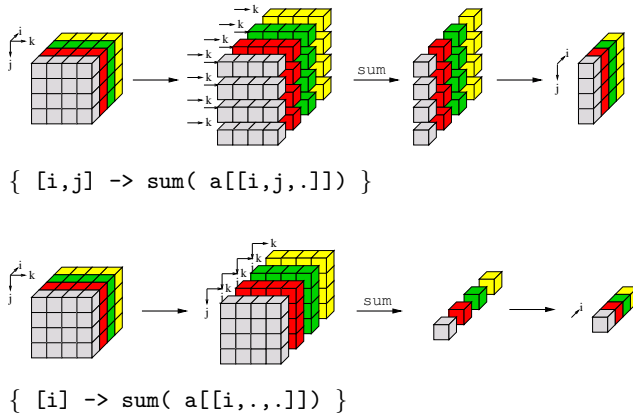 i
k
j
k
k
k
k
k
k
k
k
sum
i
j
{ [i,j] -> sum( a[[i,j,.]]) }
i
k
j
k
k
k
j
k
j
sum
i
{ [i] -> sum( a[[i,.,.]]) }